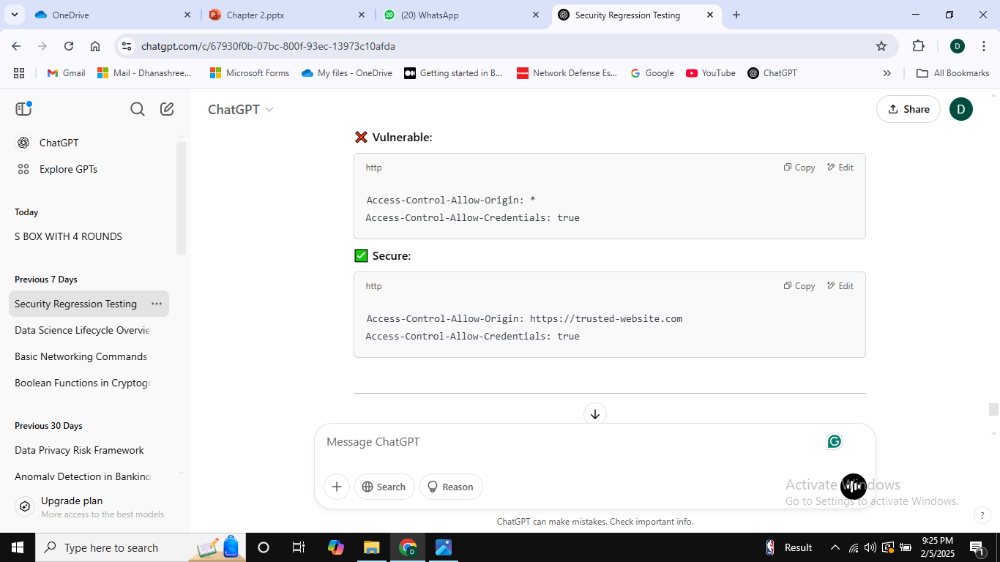 OneDrive
Chapter 2.pptx
(20) WhatsApp
Security Regression Testing
chatgpt.com/c/67930f0b-07bc-800f-93ec-13973c10afda
D
Gmail
Mail - Dhanashree...
Microsoft Forms
My files - OneDrive
Getting started in B...
Network Defense Es...
Google
YouTube
ChatGPT
All Bookmarks
ChatGPT
Share
D
ChatGPT
Explore GPTs
Today
S BOX WITH 4 ROUNDS
Previous 7 Days
Security Regression Testing
Data Science Lifecycle Overvie
Basic Networking Commands
Boolean Functions in Cryptogr
Previous 30 Days
Data Privacy Risk Framework
Anomaly Detection in Banking
Upgrade plan
More access to the best models
❌ Vulnerable:
http
Copy
Edit
Access-Control-Allow-Origin: *
Access-Control-Allow-Credentials: true
✅ Secure:
http
Copy
Edit
Access-Control-Allow-Origin: https://trusted-website.com
Access-Control-Allow-Credentials: true
Message ChatGPT
Search
Reason
Activate Windows
Go to Settings to activate Windows.
ChatGPT can make mistakes. Check important info.
?
Type here to search
Result
9:25 PM
2/5/2025
1